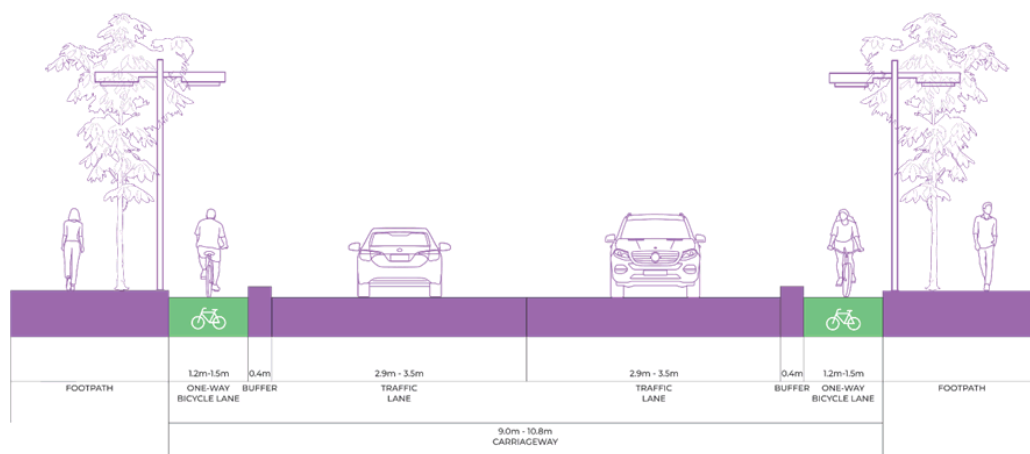 1.2m-1.5m 0.4m 2.9m - 3.5m 2.9m - 3.5m 0.4m 1.2m-1.5m
FOOTPATH ONE-WAY BUFFER TRAFFIC TRAFFIC BUFFER ONE-WAY FOOTPATH
BICYCLE LANE LANE LANE BICYCLE LANE
9.0m - 10.8m
CARRIAGEWAY